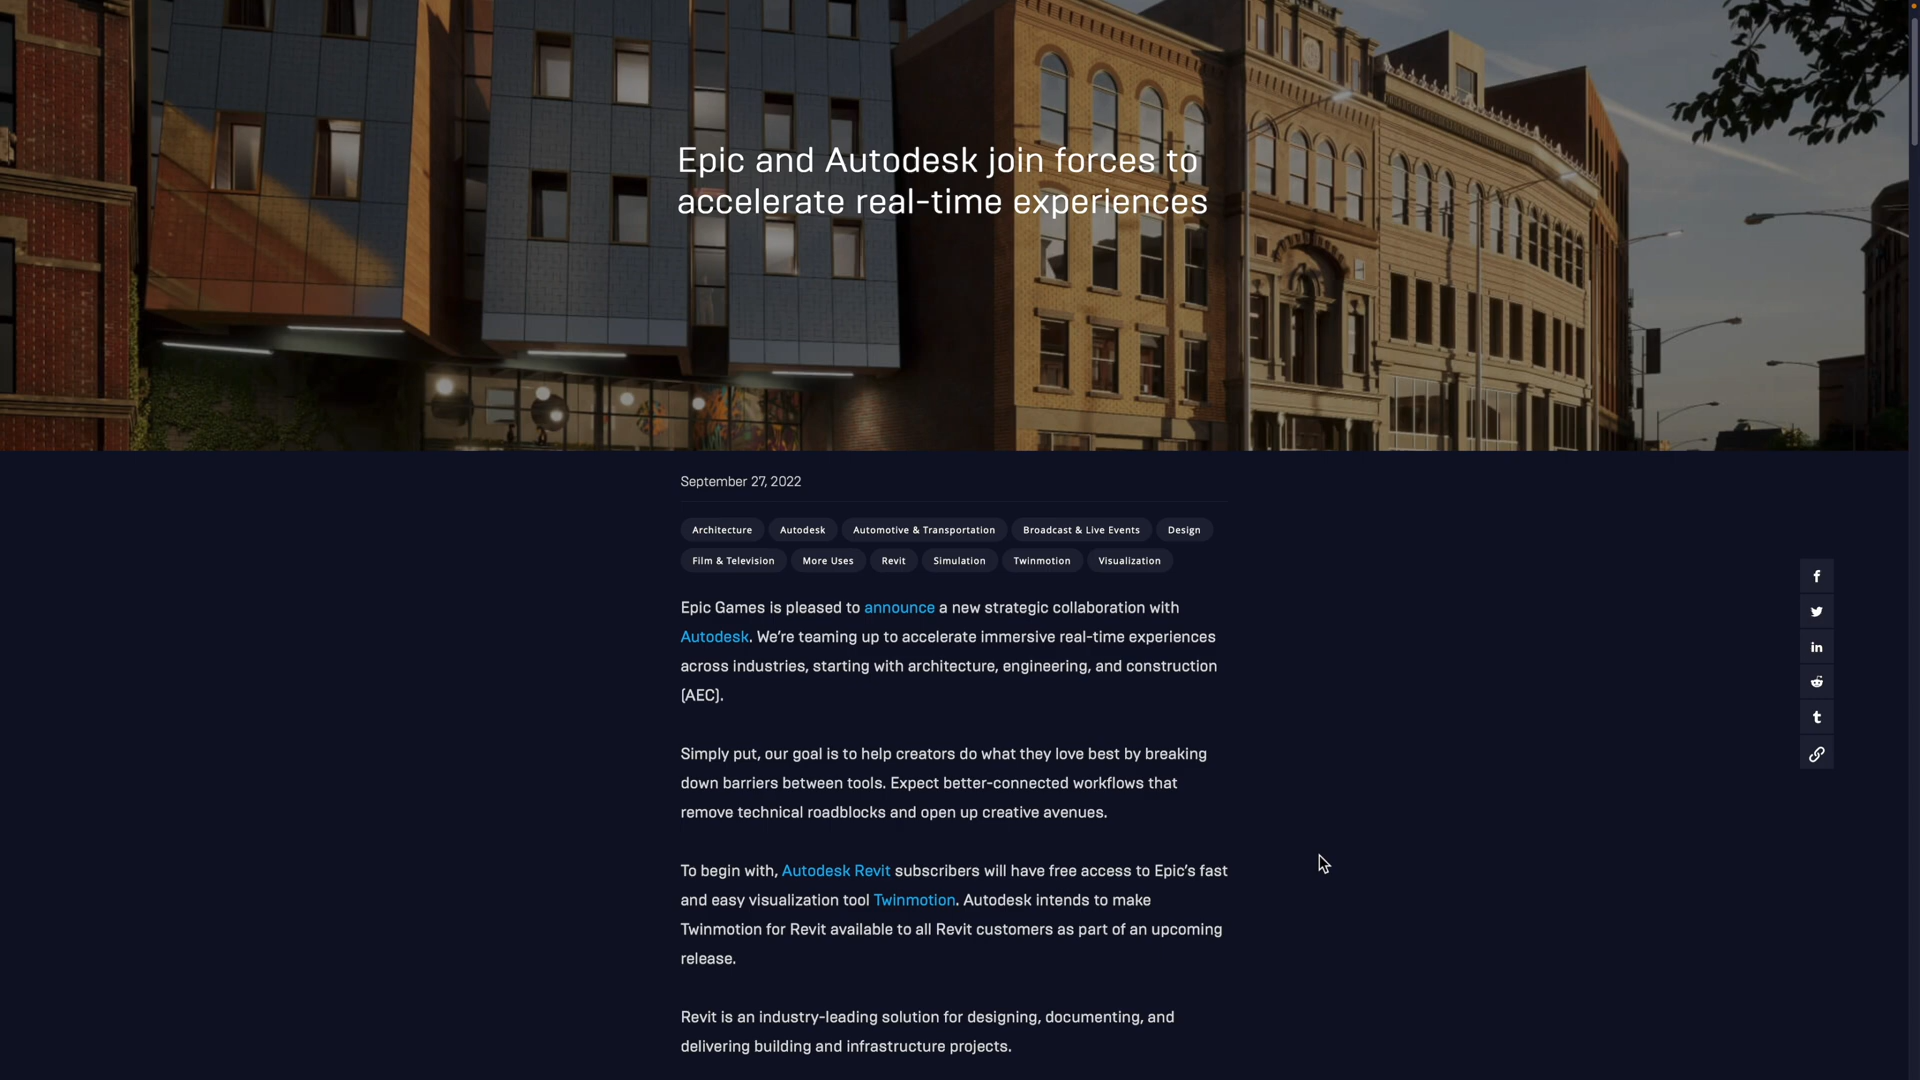 Epic and Autodesk join forces to
accelerate real-time experiences
September 27, 2022
Architecture
Autodesk
Automotive & Transportation
Broadcast & Live Events
Design
Film & Television
More Uses
Revit
Simulation
Twinmotion
Visualization
Epic Games is pleased to announce a new strategic collaboration with
Autodesk. We’re teaming up to accelerate immersive real-time experiences
across industries, starting with architecture, engineering, and construction
(AEC).
Simply put, our goal is to help creators do what they love best by breaking
down barriers between tools. Expect better-connected workflows that
remove technical roadblocks and open up creative avenues.
To begin with, Autodesk Revit subscribers will have free access to Epic’s fast
and easy visualization tool Twinmotion. Autodesk intends to make
Twinmotion for Revit available to all Revit customers as part of an upcoming
release.
Revit is an industry-leading solution for designing, documenting, and
delivering building and infrastructure projects.